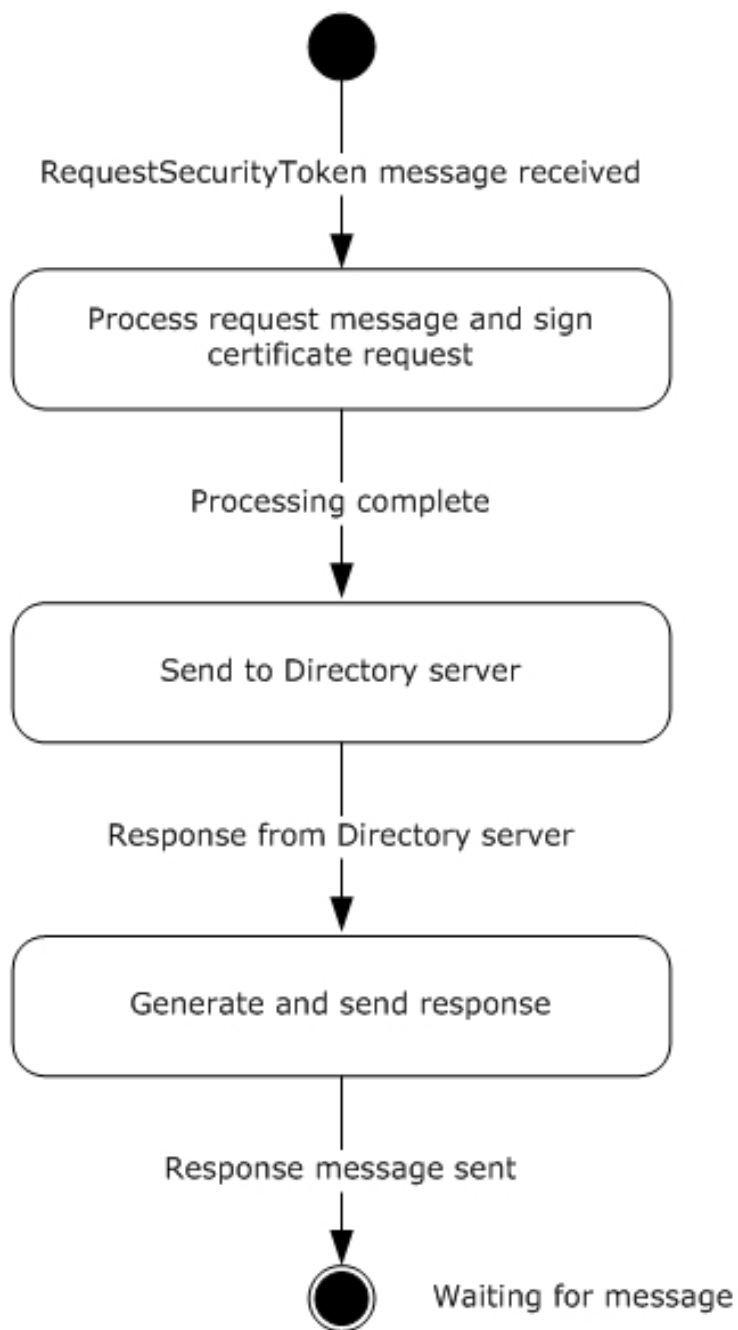 RequestSecurityToken message received
Process request message and sign
certificate request
Processing complete
Send to Directory server
Response from Directory server
Generate and send response
Response message sent
Waiting for message